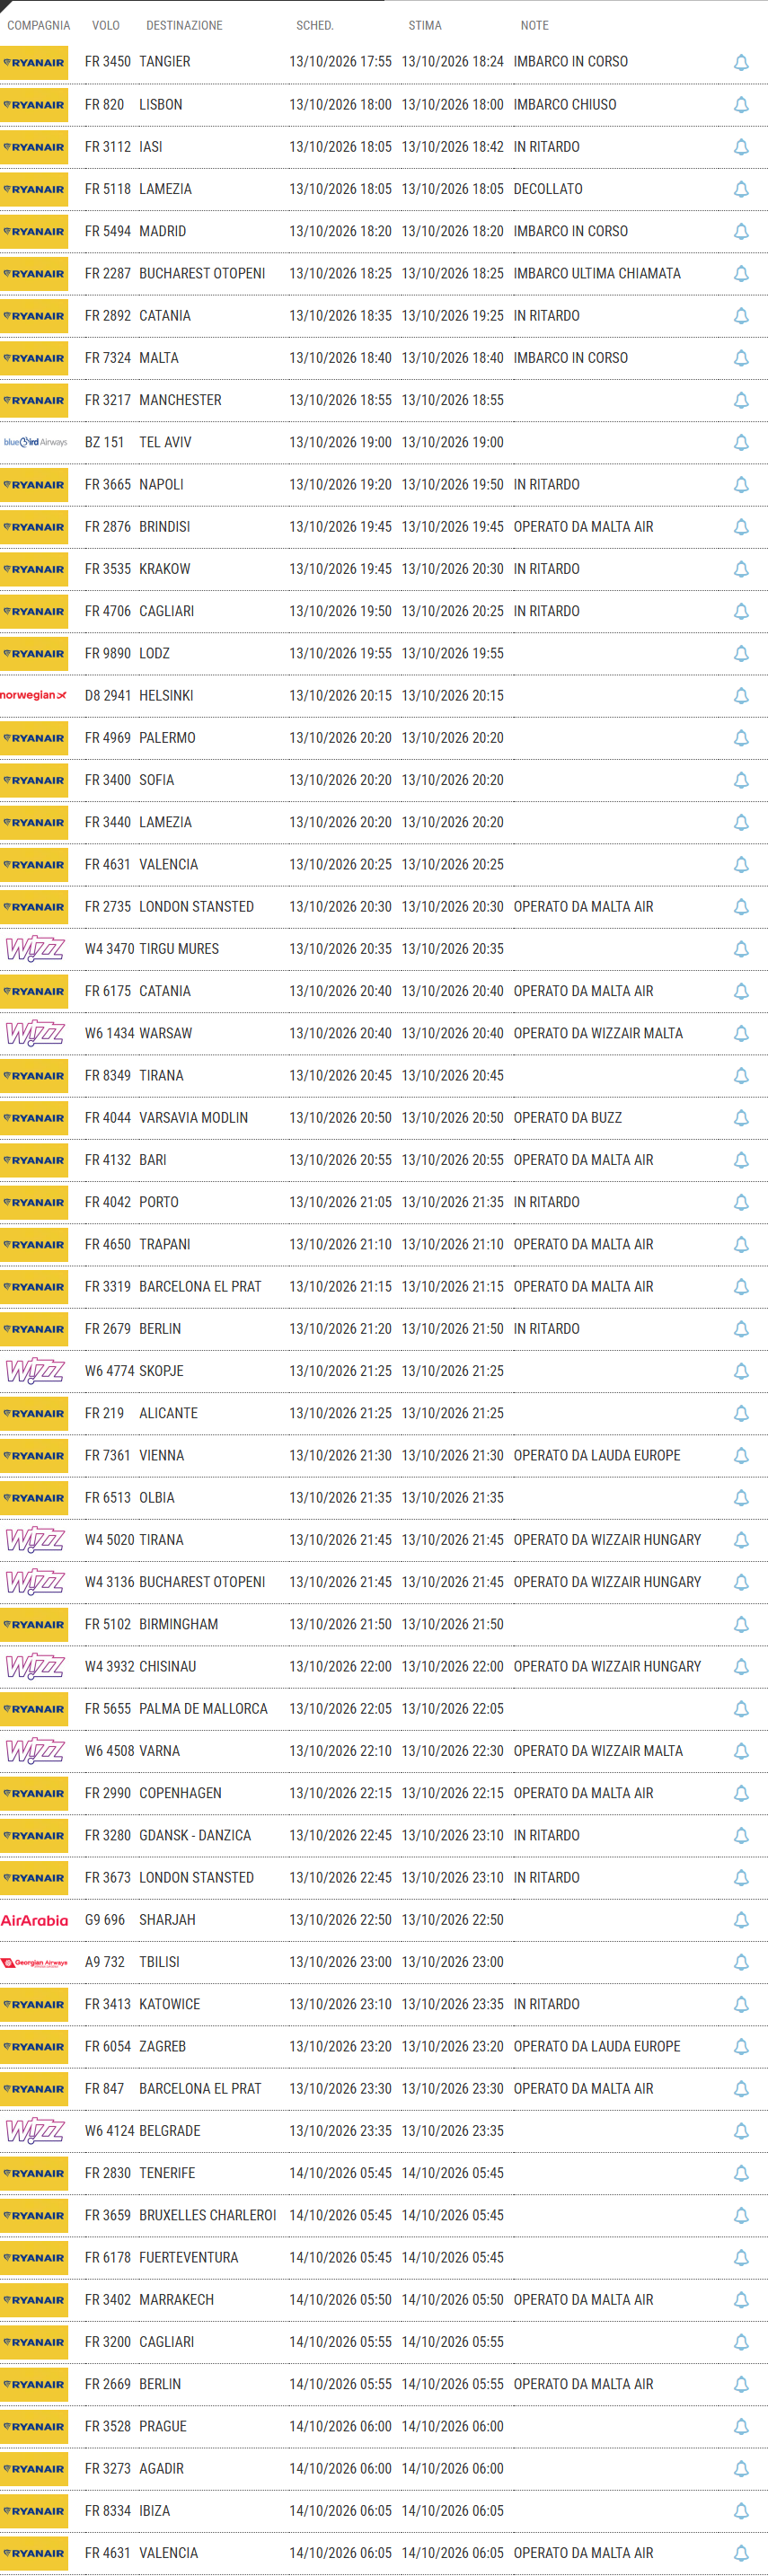 COMPAGNIA VOLO DESTINAZIONE SCHED. STIMA NOTE
RYANAIR FR 3450 TANGIER 13/10/2026 17:55 13/10/2026 18:24 IMBARCO IN CORSO
RYANAIR FR 820 LISBON 13/10/2026 18:00 13/10/2026 18:00 IMBARCO CHIUSO
RYANAIR FR 3112 IASI 13/10/2026 18:05 13/10/2026 18:42 IN RITARDO
RYANAIR FR 5118 LAMEZIA 13/10/2026 18:05 13/10/2026 18:05 DECOLLATO
RYANAIR FR 5494 MADRID 13/10/2026 18:20 13/10/2026 18:20 IMBARCO IN CORSO
RYANAIR FR 2287 BUCHAREST OTOPENI 13/10/2026 18:25 13/10/2026 18:25 IMBARCO ULTIMA CHIAMATA
RYANAIR FR 2892 CATANIA 13/10/2026 18:35 13/10/2026 19:25 IN RITARDO
RYANAIR FR 7324 MALTA 13/10/2026 18:40 13/10/2026 18:40 IMBARCO IN CORSO
RYANAIR FR 3217 MANCHESTER 13/10/2026 18:55 13/10/2026 18:55
blueBird Airways BZ 151 TEL AVIV 13/10/2026 19:00 13/10/2026 19:00
RYANAIR FR 3665 NAPOLI 13/10/2026 19:20 13/10/2026 19:50 IN RITARDO
RYANAIR FR 2876 BRINDISI 13/10/2026 19:45 13/10/2026 19:45 OPERATO DA MALTA AIR
RYANAIR FR 3535 KRAKOW 13/10/2026 19:45 13/10/2026 20:30 IN RITARDO
RYANAIR FR 4706 CAGLIARI 13/10/2026 19:50 13/10/2026 20:25 IN RITARDO
RYANAIR FR 9890 LODZ 13/10/2026 19:55 13/10/2026 19:55
norwegian D8 2941 HELSINKI 13/10/2026 20:15 13/10/2026 20:15
RYANAIR FR 4969 PALERMO 13/10/2026 20:20 13/10/2026 20:20
RYANAIR FR 3400 SOFIA 13/10/2026 20:20 13/10/2026 20:20
RYANAIR FR 3440 LAMEZIA 13/10/2026 20:20 13/10/2026 20:20
RYANAIR FR 4631 VALENCIA 13/10/2026 20:25 13/10/2026 20:25
RYANAIR FR 2735 LONDON STANSTED 13/10/2026 20:30 13/10/2026 20:30 OPERATO DA MALTA AIR
WIZZ W4 3470 TIRGU MURES 13/10/2026 20:35 13/10/2026 20:35
RYANAIR FR 6175 CATANIA 13/10/2026 20:40 13/10/2026 20:40 OPERATO DA MALTA AIR
WIZZ W6 1434 WARSAW 13/10/2026 20:40 13/10/2026 20:40 OPERATO DA WIZZAIR MALTA
RYANAIR FR 8349 TIRANA 13/10/2026 20:45 13/10/2026 20:45
RYANAIR FR 4044 VARSAVIA MODLIN 13/10/2026 20:50 13/10/2026 20:50 OPERATO DA BUZZ
RYANAIR FR 4132 BARI 13/10/2026 20:55 13/10/2026 20:55 OPERATO DA MALTA AIR
RYANAIR FR 4042 PORTO 13/10/2026 21:05 13/10/2026 21:35 IN RITARDO
RYANAIR FR 4650 TRAPANI 13/10/2026 21:10 13/10/2026 21:10 OPERATO DA MALTA AIR
RYANAIR FR 3319 BARCELONA EL PRAT 13/10/2026 21:15 13/10/2026 21:15 OPERATO DA MALTA AIR
RYANAIR FR 2679 BERLIN 13/10/2026 21:20 13/10/2026 21:50 IN RITARDO
WIZZ W6 4774 SKOPJE 13/10/2026 21:25 13/10/2026 21:25
RYANAIR FR 219 ALICANTE 13/10/2026 21:25 13/10/2026 21:25
RYANAIR FR 7361 VIENNA 13/10/2026 21:30 13/10/2026 21:30 OPERATO DA LAUDA EUROPE
RYANAIR FR 6513 OLBIA 13/10/2026 21:35 13/10/2026 21:35
WIZZ W4 5020 TIRANA 13/10/2026 21:45 13/10/2026 21:45 OPERATO DA WIZZAIR HUNGARY
WIZZ W4 3136 BUCHAREST OTOPENI 13/10/2026 21:45 13/10/2026 21:45 OPERATO DA WIZZAIR HUNGARY
RYANAIR FR 5102 BIRMINGHAM 13/10/2026 21:50 13/10/2026 21:50
WIZZ W4 3932 CHISINAU 13/10/2026 22:00 13/10/2026 22:00 OPERATO DA WIZZAIR HUNGARY
RYANAIR FR 5655 PALMA DE MALLORCA 13/10/2026 22:05 13/10/2026 22:05
WIZZ W6 4508 VARNA 13/10/2026 22:10 13/10/2026 22:30 OPERATO DA WIZZAIR MALTA
RYANAIR FR 2990 COPENHAGEN 13/10/2026 22:15 13/10/2026 22:15 OPERATO DA MALTA AIR
RYANAIR FR 3280 GDANSK - DANZICA 13/10/2026 22:45 13/10/2026 23:10 IN RITARDO
RYANAIR FR 3673 LONDON STANSTED 13/10/2026 22:45 13/10/2026 23:10 IN RITARDO
AirArabia G9 696 SHARJAH 13/10/2026 22:50 13/10/2026 22:50
Georgian Airways A9 732 TBILISI 13/10/2026 23:00 13/10/2026 23:00
RYANAIR FR 3413 KATOWICE 13/10/2026 23:10 13/10/2026 23:35 IN RITARDO
RYANAIR FR 6054 ZAGREB 13/10/2026 23:20 13/10/2026 23:20 OPERATO DA LAUDA EUROPE
RYANAIR FR 847 BARCELONA EL PRAT 13/10/2026 23:30 13/10/2026 23:30 OPERATO DA MALTA AIR
WIZZ W6 4124 BELGRADE 13/10/2026 23:35 13/10/2026 23:35
RYANAIR FR 2830 TENERIFE 14/10/2026 05:45 14/10/2026 05:45
RYANAIR FR 3659 BRUXELLES CHARLEROI 14/10/2026 05:45 14/10/2026 05:45
RYANAIR FR 6178 FUERTEVENTURA 14/10/2026 05:45 14/10/2026 05:45
RYANAIR FR 3402 MARRAKECH 14/10/2026 05:50 14/10/2026 05:50 OPERATO DA MALTA AIR
RYANAIR FR 3200 CAGLIARI 14/10/2026 05:55 14/10/2026 05:55
RYANAIR FR 2669 BERLIN 14/10/2026 05:55 14/10/2026 05:55 OPERATO DA MALTA AIR
RYANAIR FR 3528 PRAGUE 14/10/2026 06:00 14/10/2026 06:00
RYANAIR FR 3273 AGADIR 14/10/2026 06:00 14/10/2026 06:00
RYANAIR FR 8334 IBIZA 14/10/2026 06:05 14/10/2026 06:05
RYANAIR FR 4631 VALENCIA 14/10/2026 06:05 14/10/2026 06:05 OPERATO DA MALTA AIR